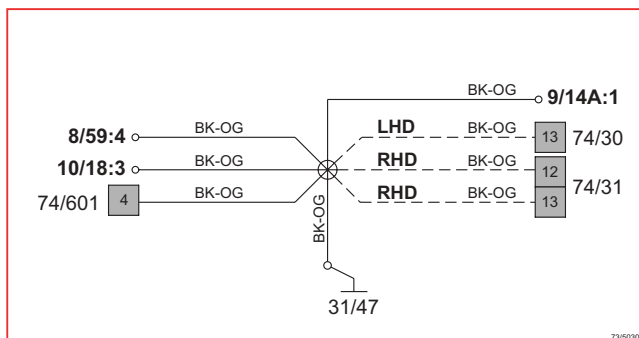 BK-OG 9/14A:1
8/59:4 BK-OG LHD BK-OG 13 74/30
10/18:3 BK-OG RHD BK-OG 12
74/601 4 BK-OG RHD BK-OG 13 74/31
BK-OG
31/47
73/5030